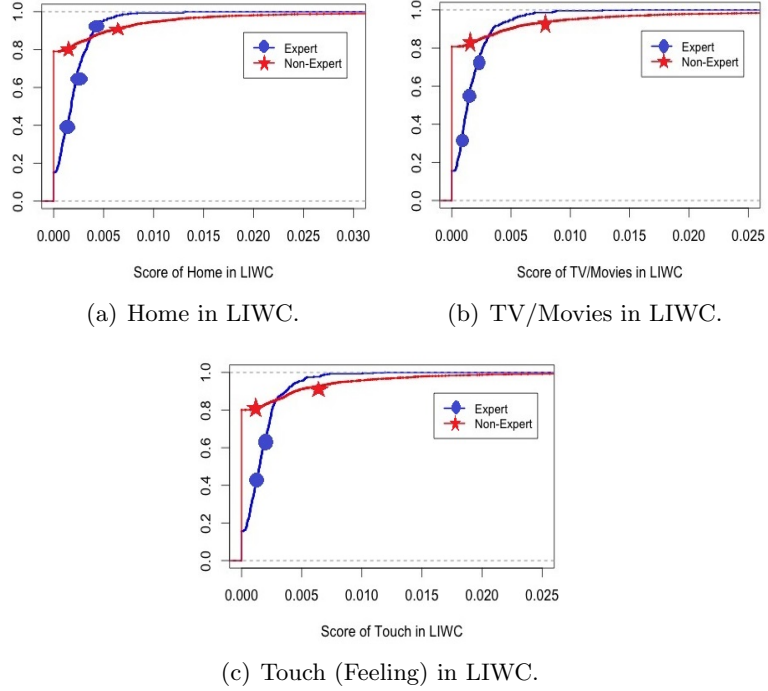 0.0 0.2 0.4 0.6 0.8 1.0
Expert
Non-Expert
0.000 0.005 0.010 0.015 0.020 0.025 0.030
Score of Home in LIWC
(a) Home in LIWC.
0.0 0.2 0.4 0.6 0.8 1.0
Expert
Non-Expert
0.000 0.005 0.010 0.015 0.020 0.025
Score of TV/Movies in LIWC
(b) TV/Movies in LIWC.
0.0 0.2 0.4 0.6 0.8 1.0
Expert
Non-Expert
0.000 0.005 0.010 0.015 0.020 0.025
Score of Touch in LIWC
(c) Touch (Feeling) in LIWC.